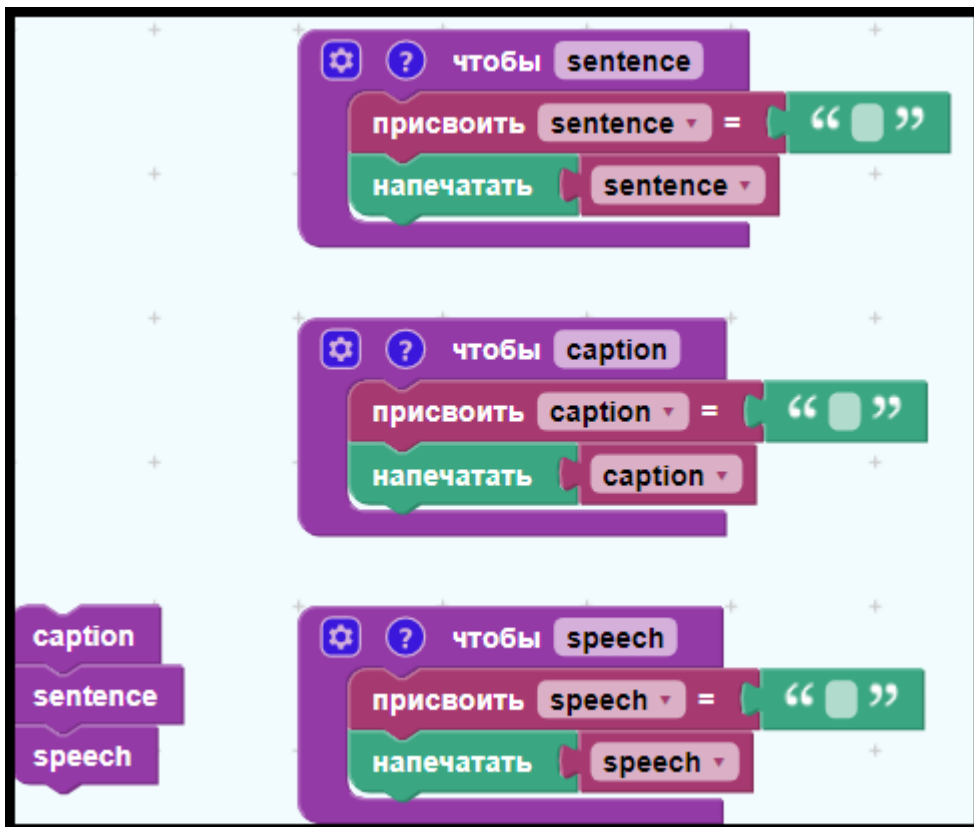 ? чтобы sentence
присвоить sentence = “ ”
напечатать sentence
? чтобы caption
присвоить caption = “ ”
напечатать caption
caption
sentence
speech
? чтобы speech
присвоить speech = “ ”
напечатать speech